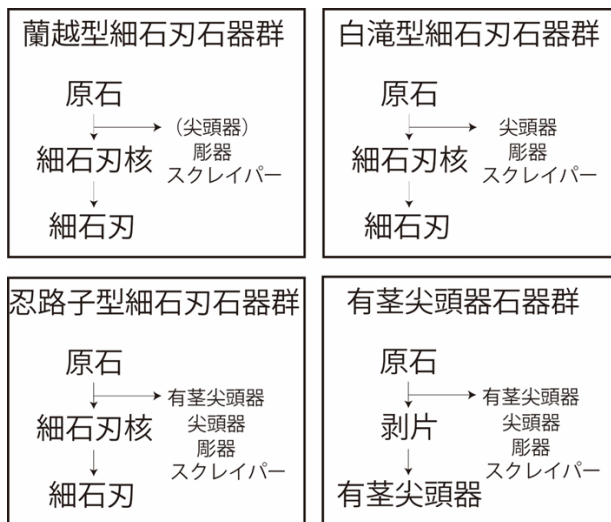 蘭越型細石刃石器群
原石
（尖頭器）
彫器
細石刃核
スクレイパー
細石刃
白滝型細石刃石器群
原石
尖頭器
彫器
細石刃核
スクレイパー
細石刃
忍路子型細石刃石器群
原石
有茎尖頭器
細石刃核
尖頭器
彫器
スクレイパー
細石刃
有茎尖頭器石器群
原石
有茎尖頭器
剥片
尖頭器
彫器
スクレイパー
有茎尖頭器